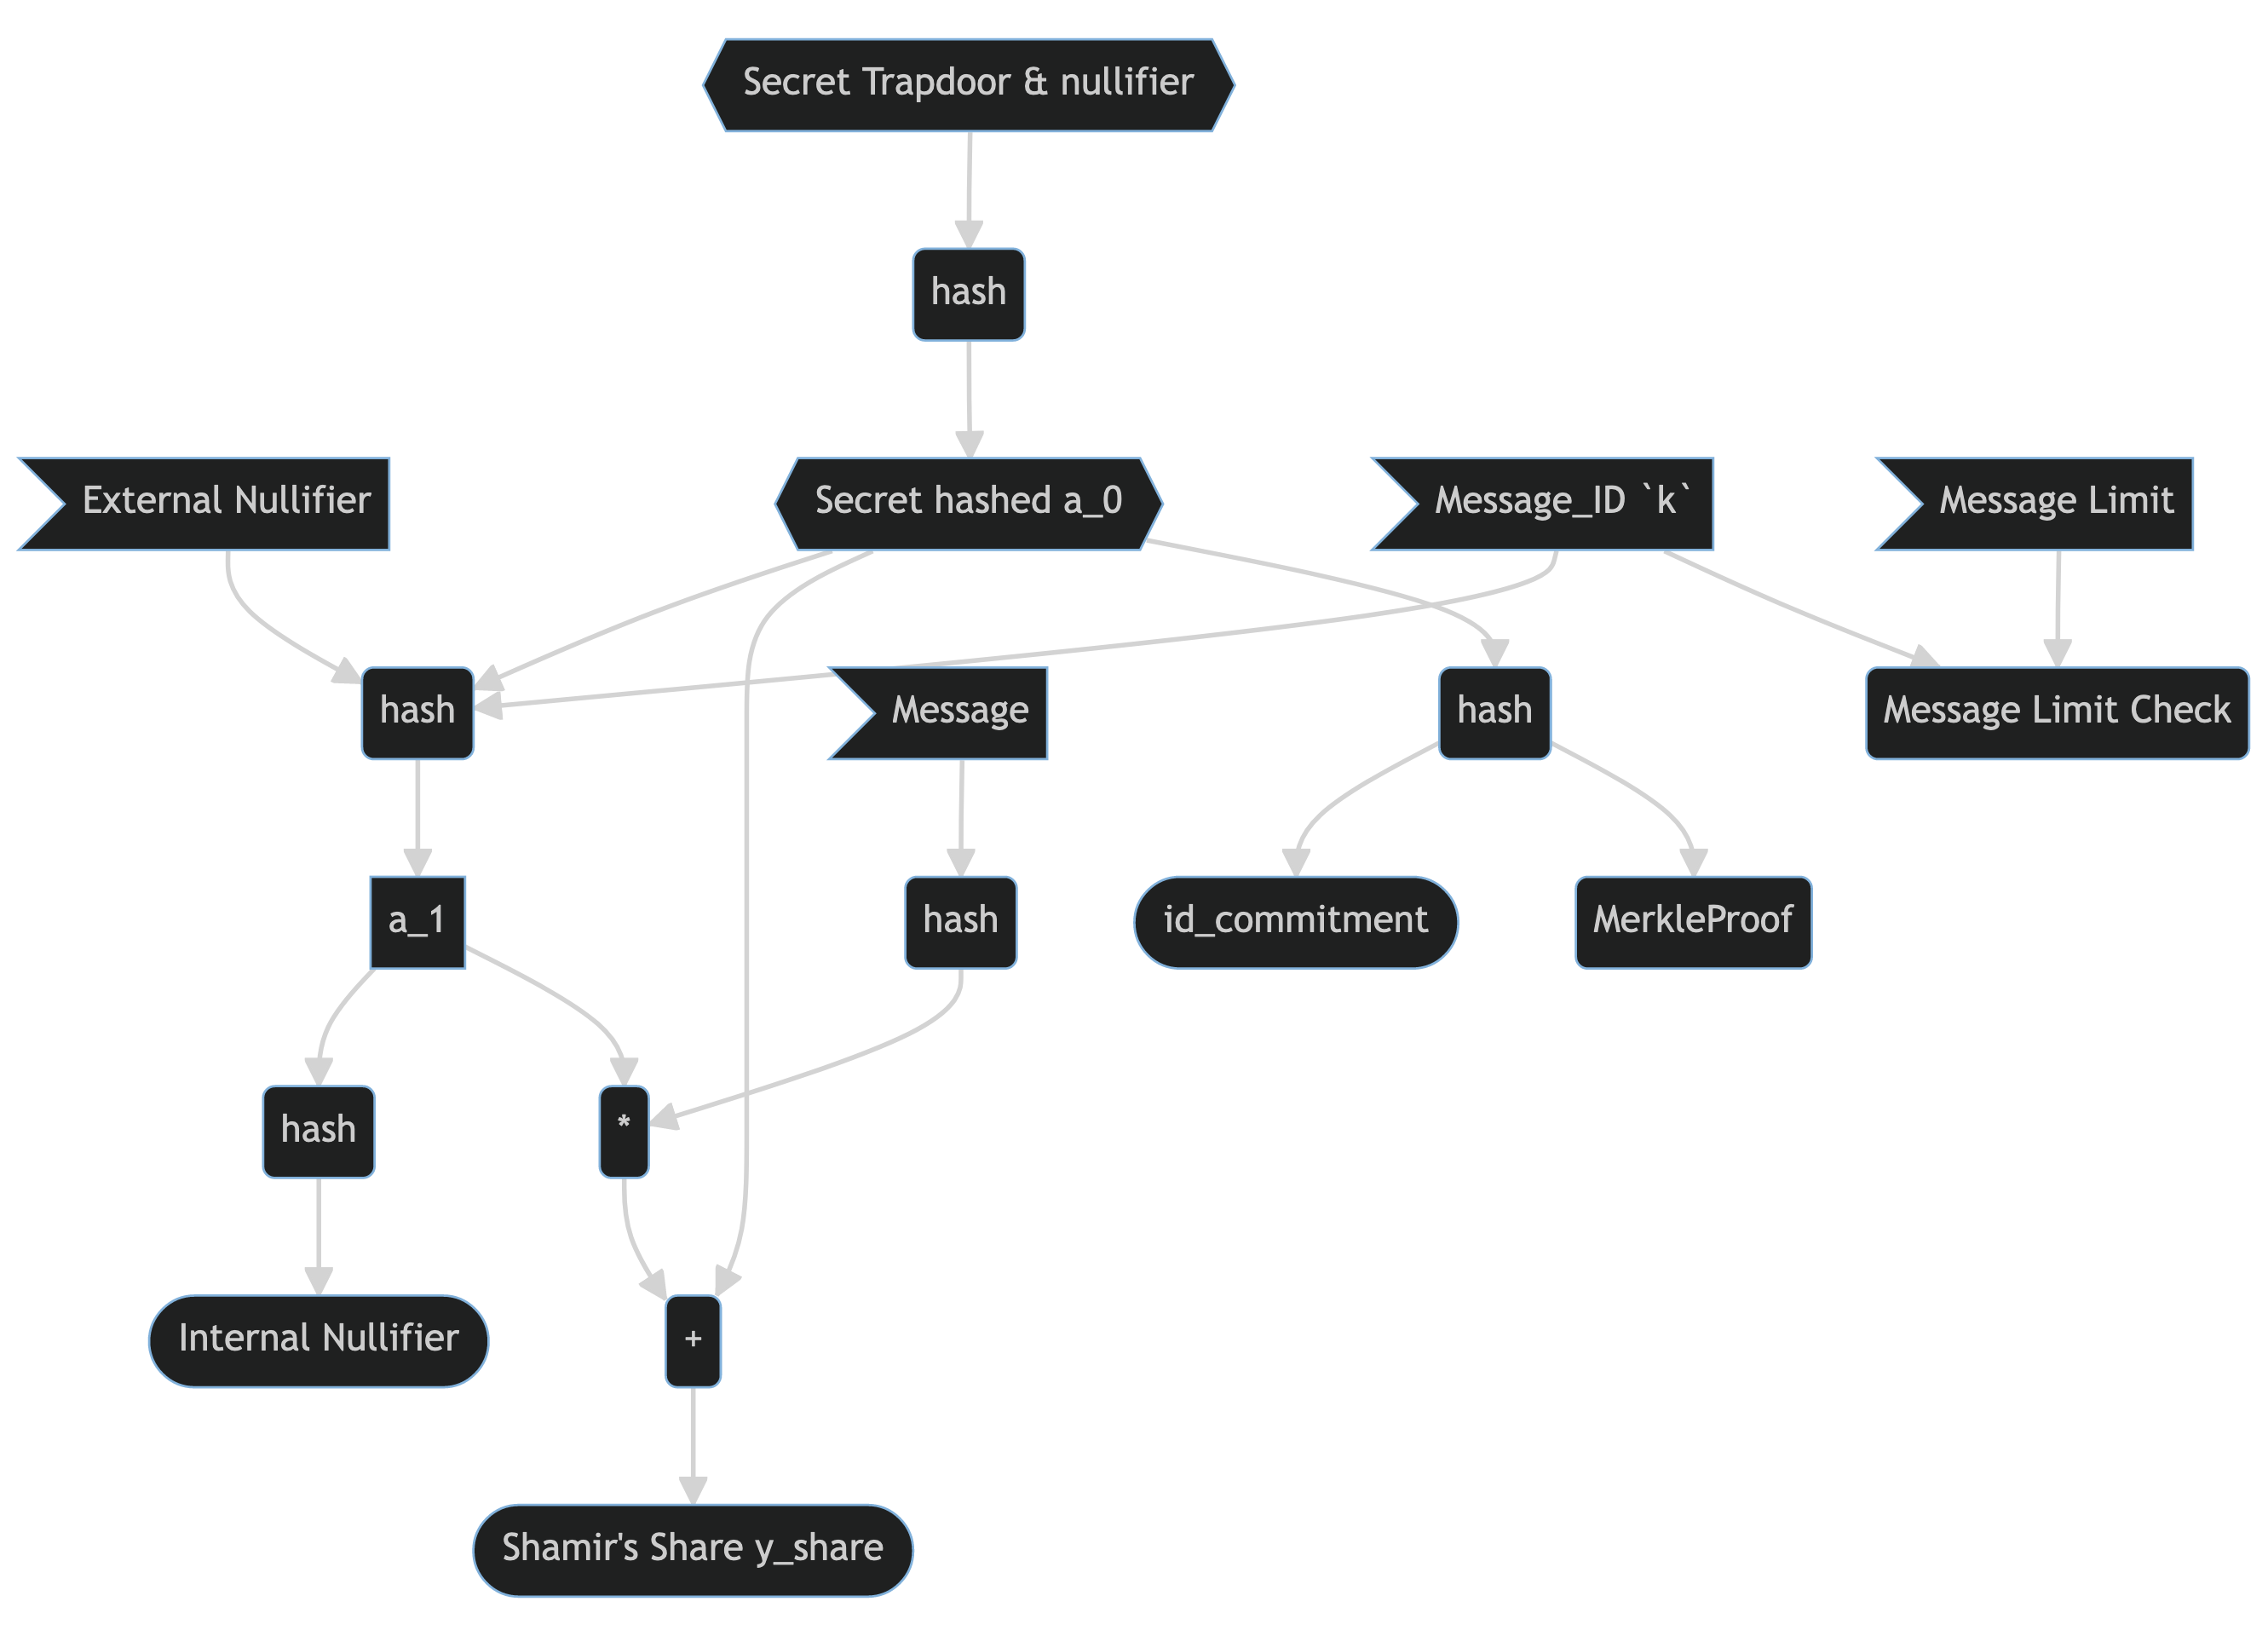 Secret Trapdoor & nullifier
hash
External Nullifier
Secret hashed a_0
Message_ID `k`
Message Limit
hash
Message
hash
Message Limit Check
a_1
hash
id_commitment
MerkleProof
hash
*
Internal Nullifier
+
Shamir's Share y_share